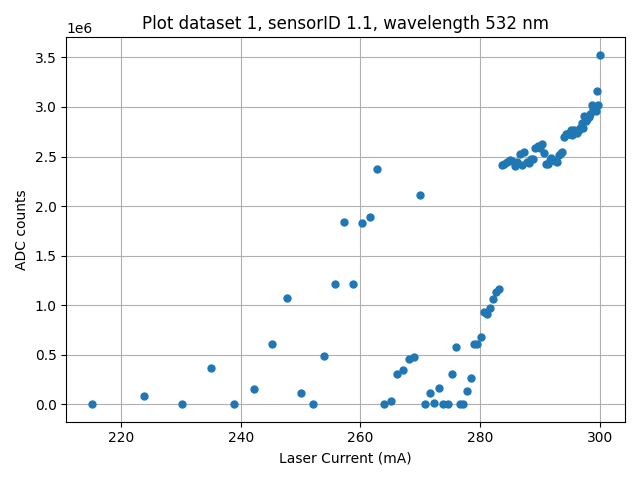 Plot dataset 1, sensorID 1.1, wavelength 532 nm
1e6
3.5
3.0
2.5
2.0
1.5
1.0
0.5
0.0
ADC counts
220 240 260 280 300
Laser Current (mA)